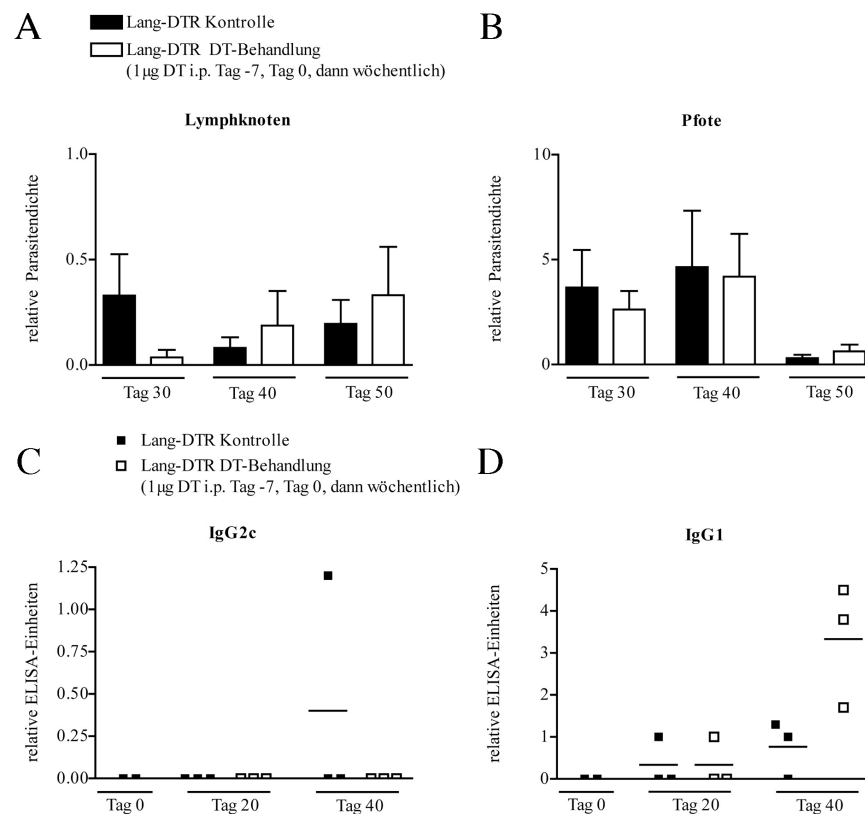 A
Lang-DTR Kontrolle
Lang-DTR DT-Behandlung
(1µg DT i.p. Tag -7, Tag 0, dann wöchentlich)
Lymphknoten
relative Parasitendichte
1.0
0.5
0.0
Tag 30
Tag 40
Tag 50
B
Pfote
relative Parasitendichte
10
5
0
Tag 30
Tag 40
Tag 50
C
Lang-DTR Kontrolle
Lang-DTR DT-Behandlung
(1µg DT i.p. Tag -7, Tag 0, dann wöchentlich)
IgG2c
relative ELISA-Einheiten
1.25
1.00
0.75
0.50
0.25
0.00
Tag 0
Tag 20
Tag 40
D
IgG1
relative ELISA-Einheiten
5
4
3
2
1
0
Tag 0
Tag 20
Tag 40